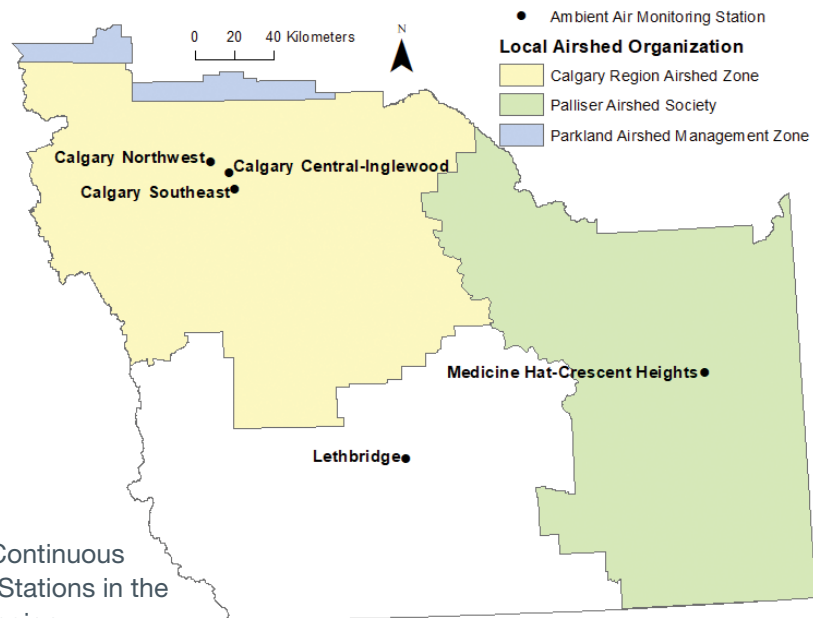 Ambient Air Monitoring Station
N
0 20 40 Kilometers
Local Airshed Organization
Calgary Region Airshed Zone
Palliser Airshed Society
Parkland Airshed Management Zone
Calgary Northwest
Calgary Central-Inglewood
Calgary Southeast
Medicine Hat-Crescent Heights
Lethbridge
Continuous
Stations in the